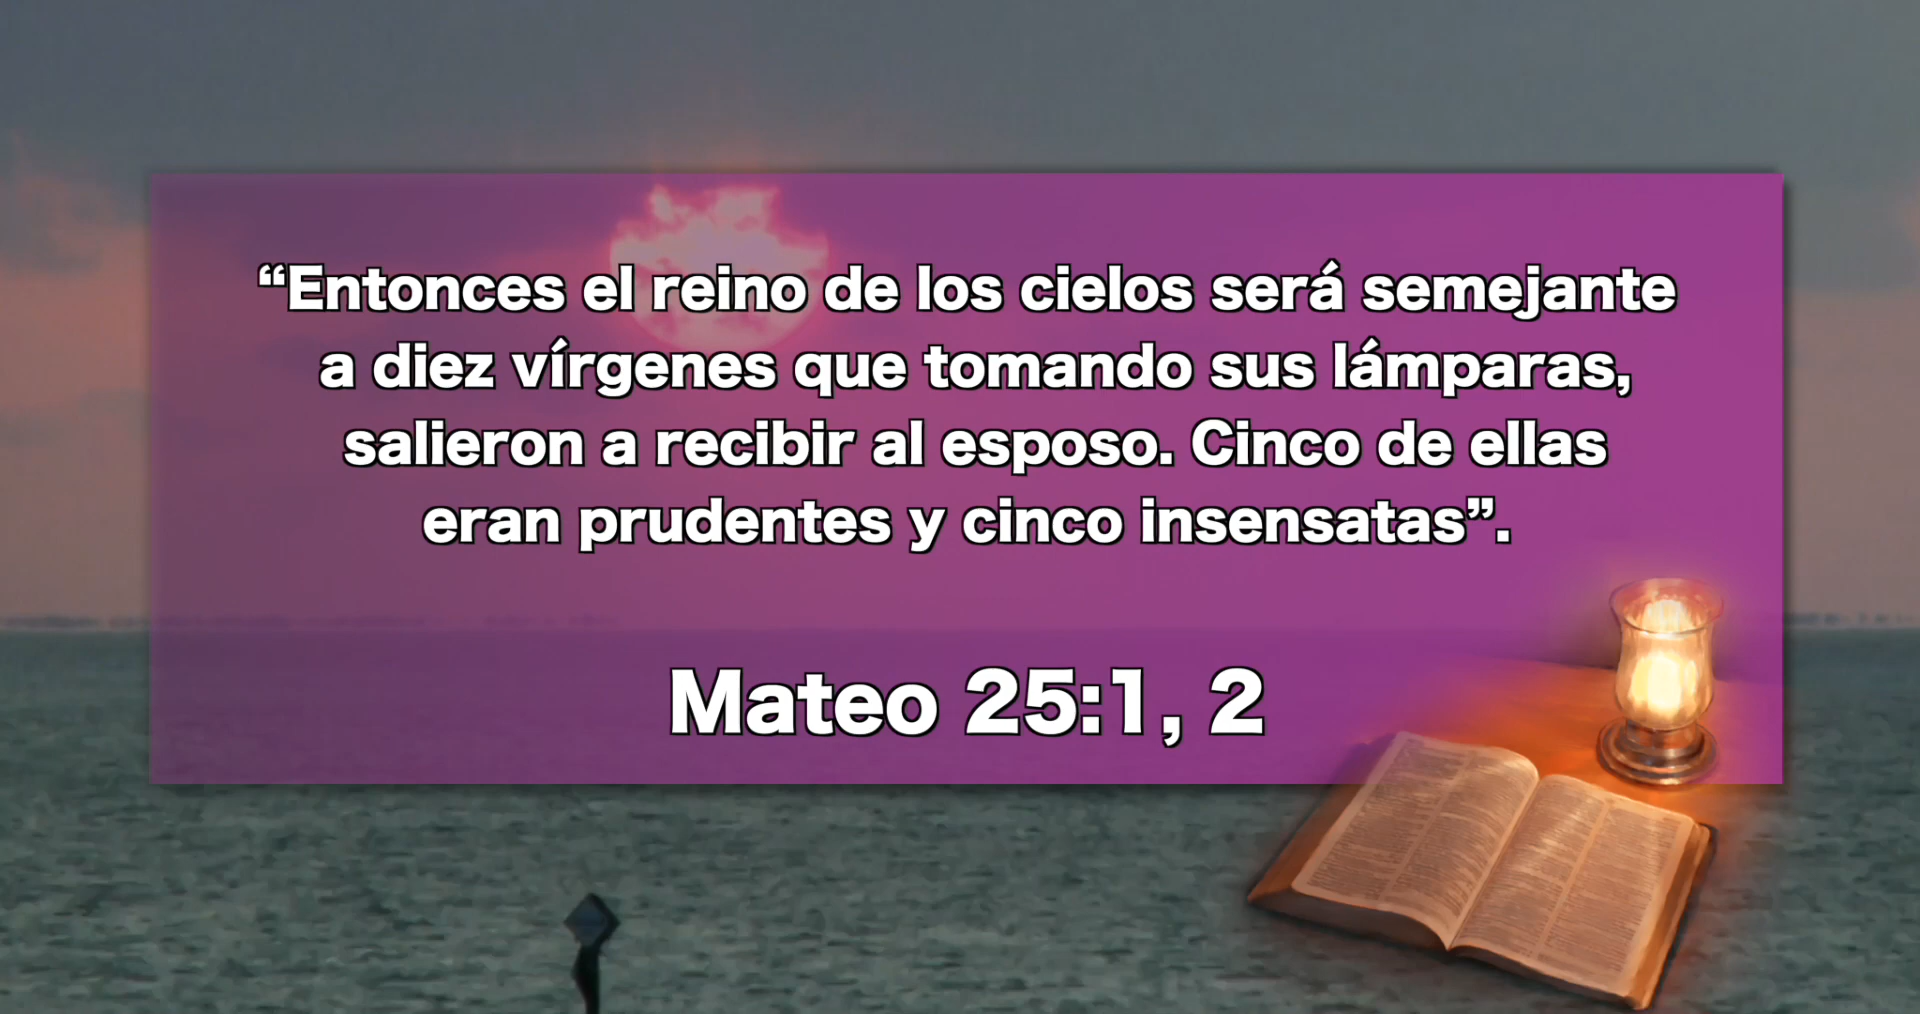 “Entonces el reino de los cielos será semejante
a diez vírgenes que tomando sus lámparas,
salieron a recibir al esposo. Cinco de ellas
eran prudentes y cinco insensatas”.
Mateo 25:1, 2